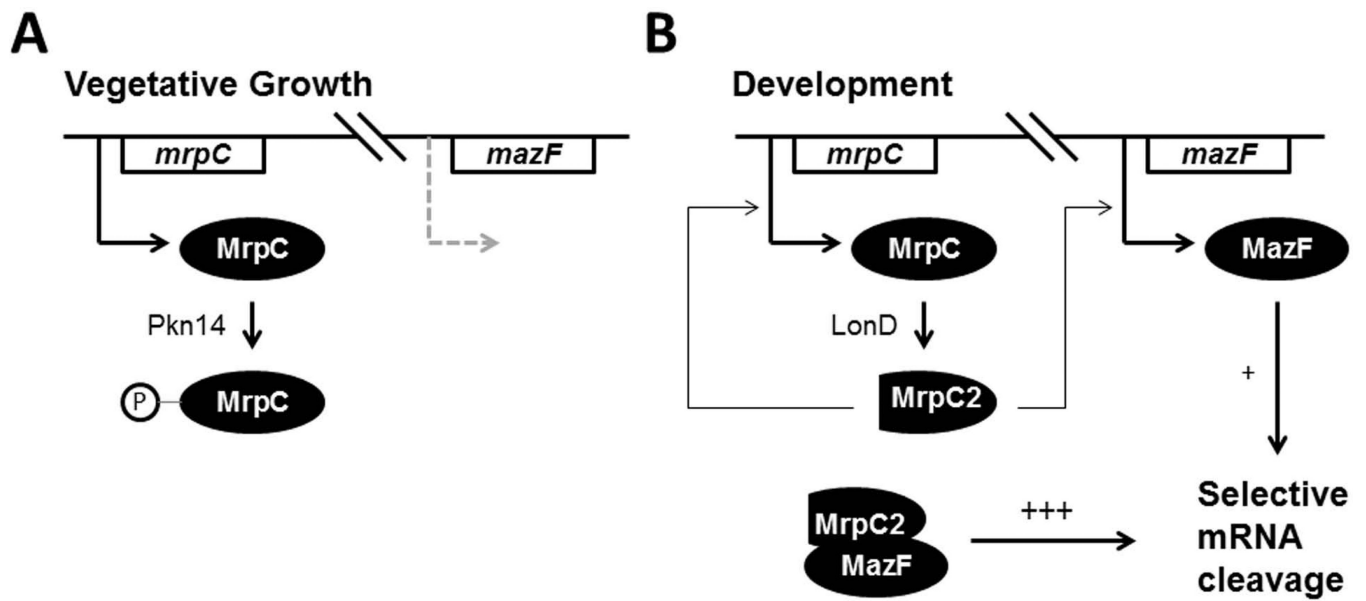 A
Vegetative Growth
mrpC
mazF
MrpC
Pkn14
P
MrpC
B
Development
mrpC
mazF
MrpC
MazF
LonD
MrpC2
+
MrpC2
MazF
+++
Selective
mRNA
cleavage